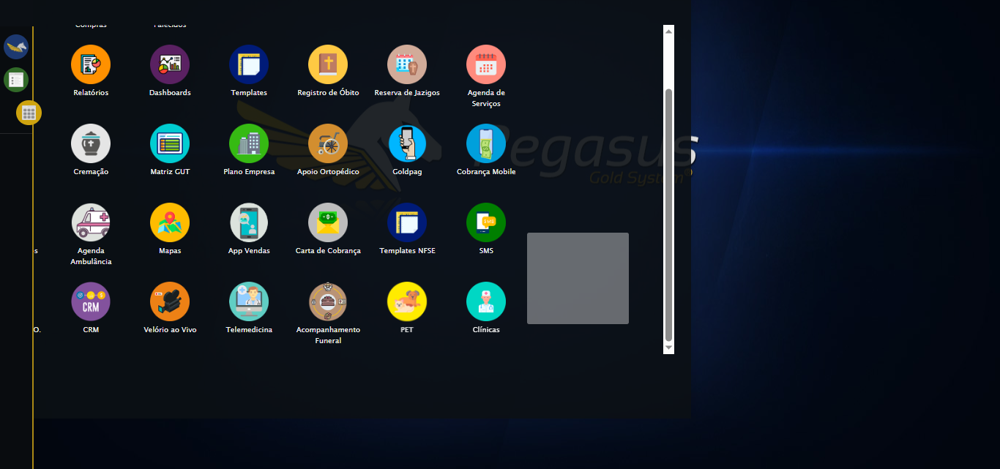 Compras
Falecidos
Relatórios
Dashboards
Templates
Registro de Óbito
Reserva de Jazigos
Agenda de
Serviços
Pegasus
Gold System
Cremação
Matriz GUT
Plano Empresa
Apoio Ortopédico
Goldpag
Cobrança Mobile
s
Agenda
Ambulância
Mapas
App Vendas
Carta de Cobrança
Templates NFSE
SMS
O.
CRM
CRM
Velório ao Vivo
Telemedicina
Acompanhamento
Funeral
PET
Clínicas